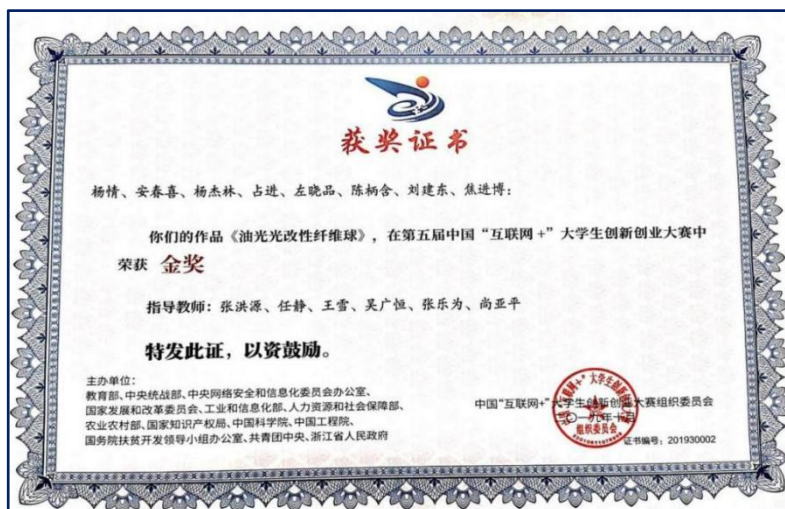 获奖证书
杨情、安春喜、杨杰林、占进、左晓品、陈柄含、刘建东、焦进博：
你们的作品《油光光改性纤维球》，在第五届中国“互联网+”大学生创新创业大赛中
荣获 金奖
指导教师：张洪源、任静、王雪、吴广恒、张乐为、尚亚平
特发此证，以资鼓励。
主办单位：
教育部、中央统战部、中央网络安全和信息化委员会办公室、
国家发展和改革委员会、工业和信息化部、人力资源和社会保障部、
农业农村部、国家知识产权局、中国科学院、中国工程院、
国务院扶贫开发领导小组办公室、共青团中央、浙江省人民政府
中国“互联网+”大学生创新创业大赛组织委员会
二〇一九年十月
组织委员会
证书编号：201930002